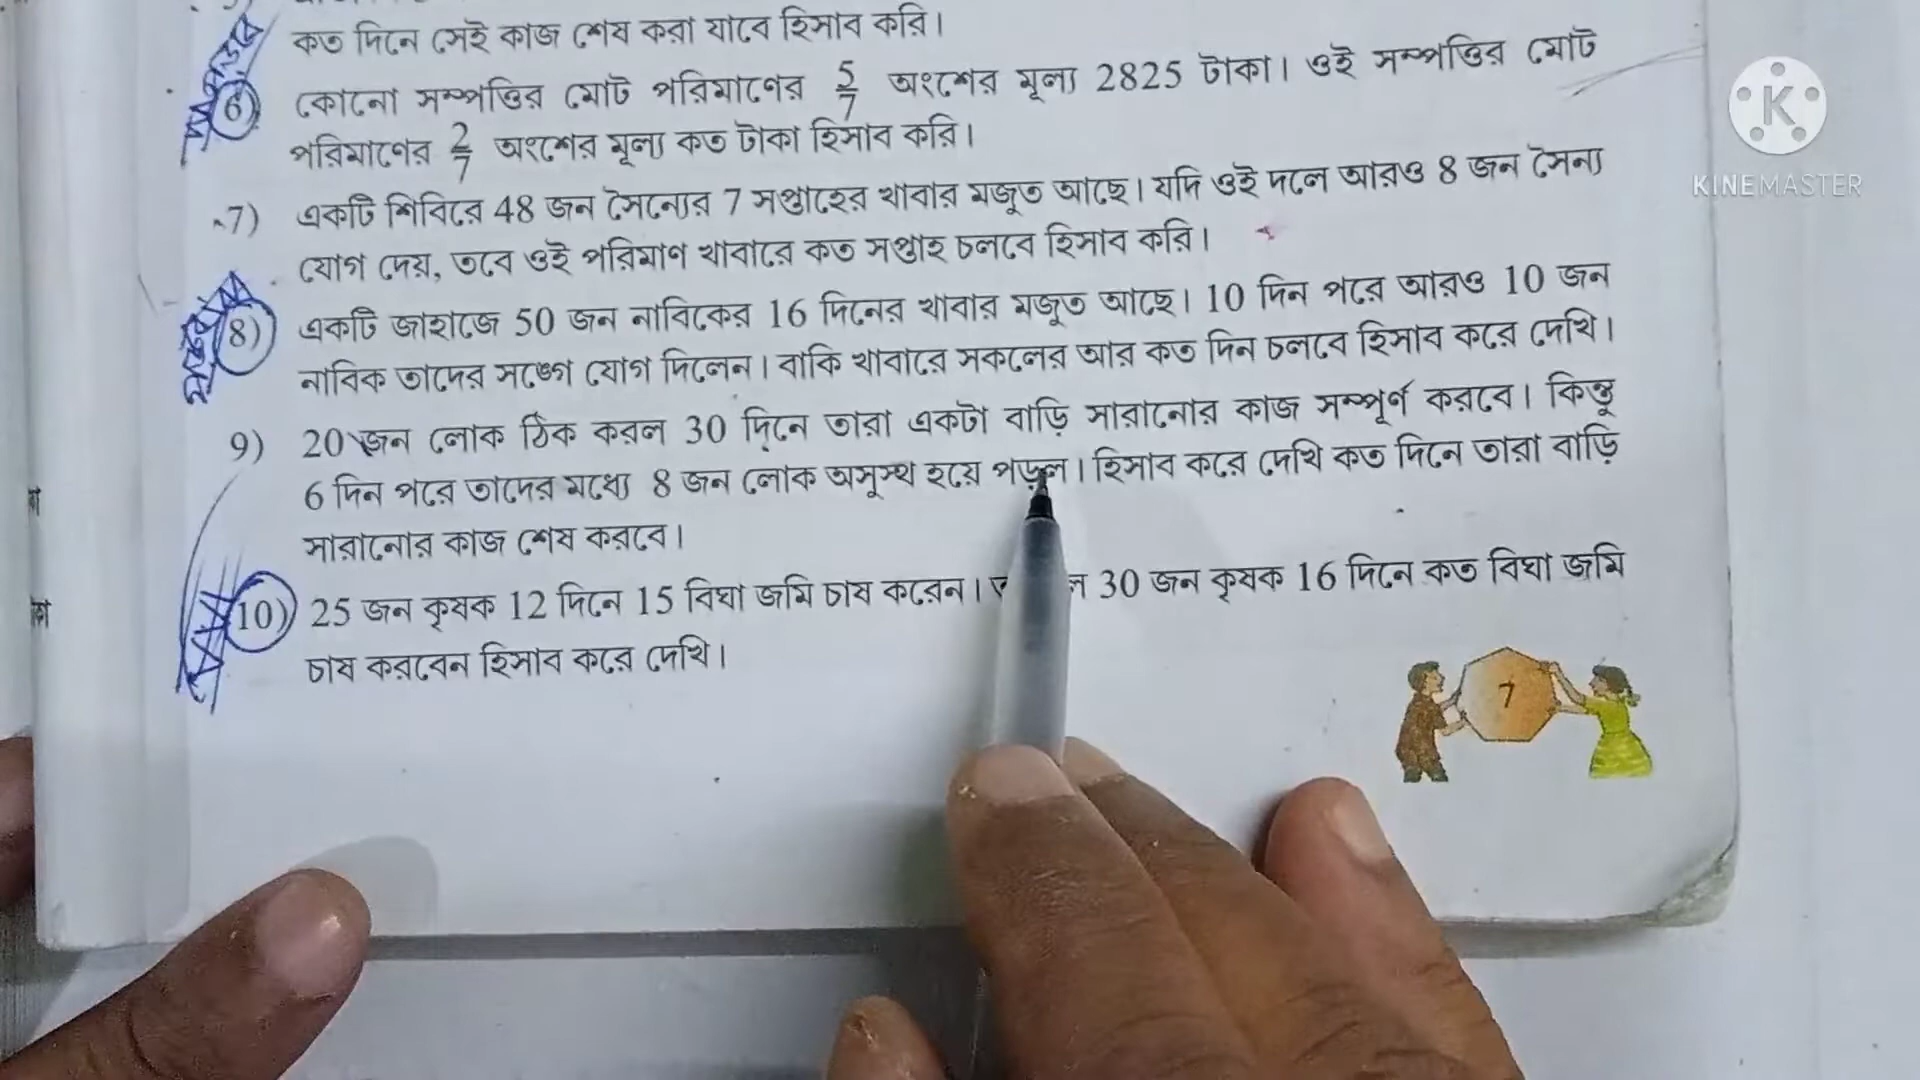 কত দিনে সেই কাজ শেষ করা যাবে হিসাব করি।
6) কোনো সম্পত্তির মোট পরিমাণের 5/7 অংশের মূল্য 2825 টাকা। ওই সম্পত্তির মোট
পরিমাণের 2/7 অংশের মূল্য কত টাকা হিসাব করি।
7) একটি শিবিরে 48 জন সৈন্যের 7 সপ্তাহের খাবার মজুত আছে। যদি ওই দলে আরও 8 জন সৈন্য
যোগ দেয়, তবে ওই পরিমাণ খাবারে কত সপ্তাহ চলবে হিসাব করি।
8) একটি জাহাজে 50 জন নাবিকের 16 দিনের খাবার মজুত আছে। 10 দিন পরে আরও 10 জন
নাবিক তাদের সঙ্গে যোগ দিলেন। বাকি খাবারে সকলের আর কত দিন চলবে হিসাব করে দেখি।
9) 20 জন লোক ঠিক করল 30 দিনে তারা একটা বাড়ি সারানোর কাজ সম্পূর্ণ করবে। কিন্তু
6 দিন পরে তাদের মধ্যে 8 জন লোক অসুস্থ হয়ে পড়ল। হিসাব করে দেখি কত দিনে তারা বাড়ি
সারানোর কাজ শেষ করবে।
10) 25 জন কৃষক 12 দিনে 15 বিঘা জমি চাষ করেন। 30 জন কৃষক 16 দিনে কত বিঘা জমি
চাষ করবেন হিসাব করে দেখি।
7
K
KINEMASTER